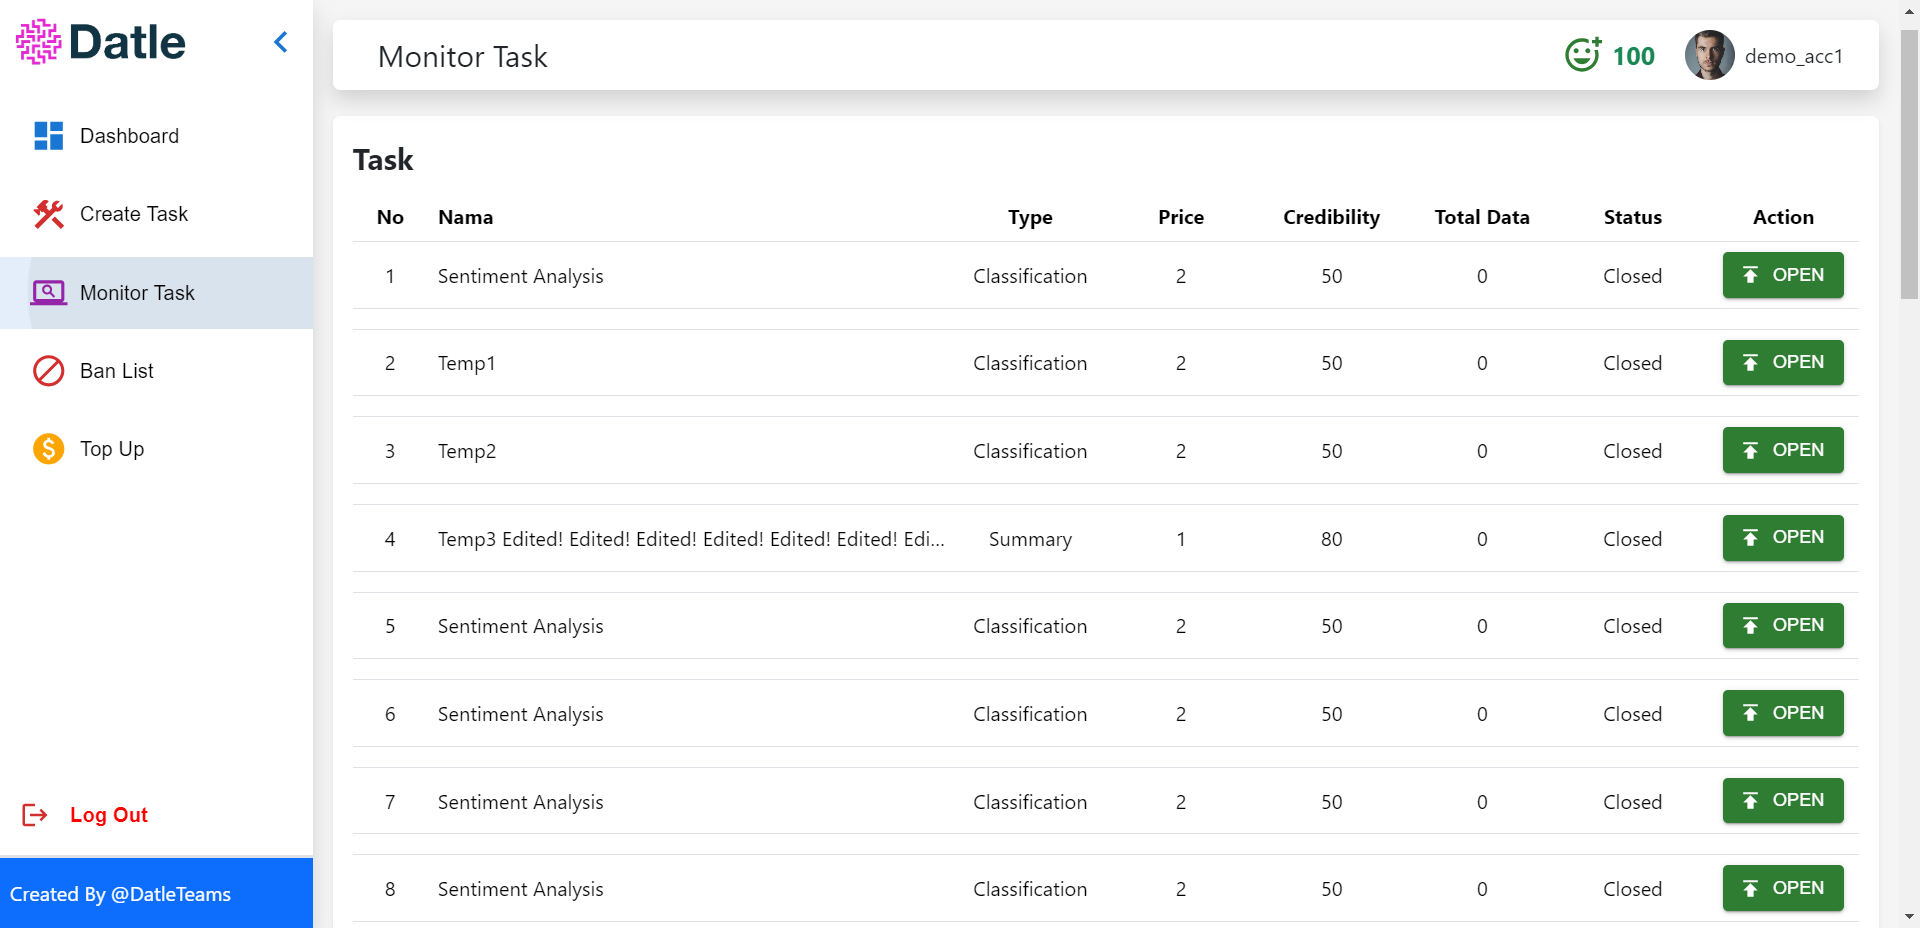 Datle
Dashboard
Create Task
Monitor Task
Ban List
Top Up
Log Out
Created By @DatleTeams
Monitor Task
100
demo_acc1
Task
No Nama Type Price Credibility Total Data Status Action
1 Sentiment Analysis Classification 2 50 0 Closed OPEN
2 Temp1 Classification 2 50 0 Closed OPEN
3 Temp2 Classification 2 50 0 Closed OPEN
4 Temp3 Edited! Edited! Edited! Edited! Edited! Edited! Edi... Summary 1 80 0 Closed OPEN
5 Sentiment Analysis Classification 2 50 0 Closed OPEN
6 Sentiment Analysis Classification 2 50 0 Closed OPEN
7 Sentiment Analysis Classification 2 50 0 Closed OPEN
8 Sentiment Analysis Classification 2 50 0 Closed OPEN